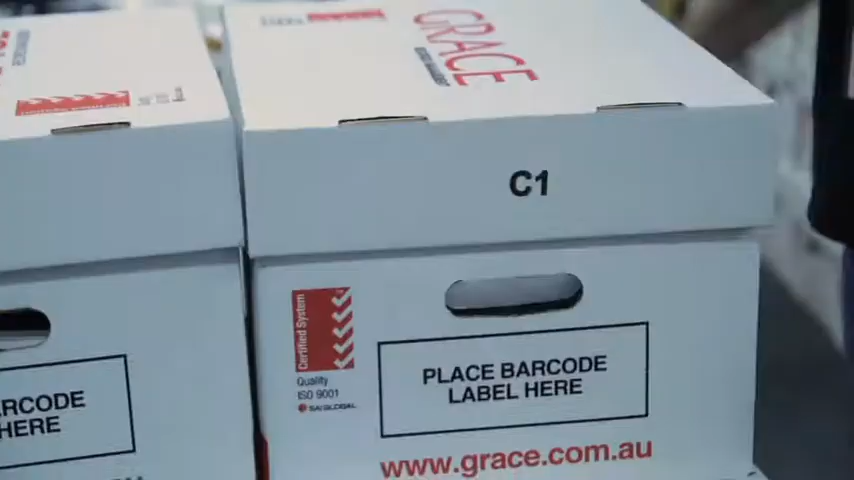 GRACE
C1
Certified System
Quality
ISO 9001
SAI GLOBAL
PLACE BARCODE
LABEL HERE
www.grace.com.au
ARCODE
HERE